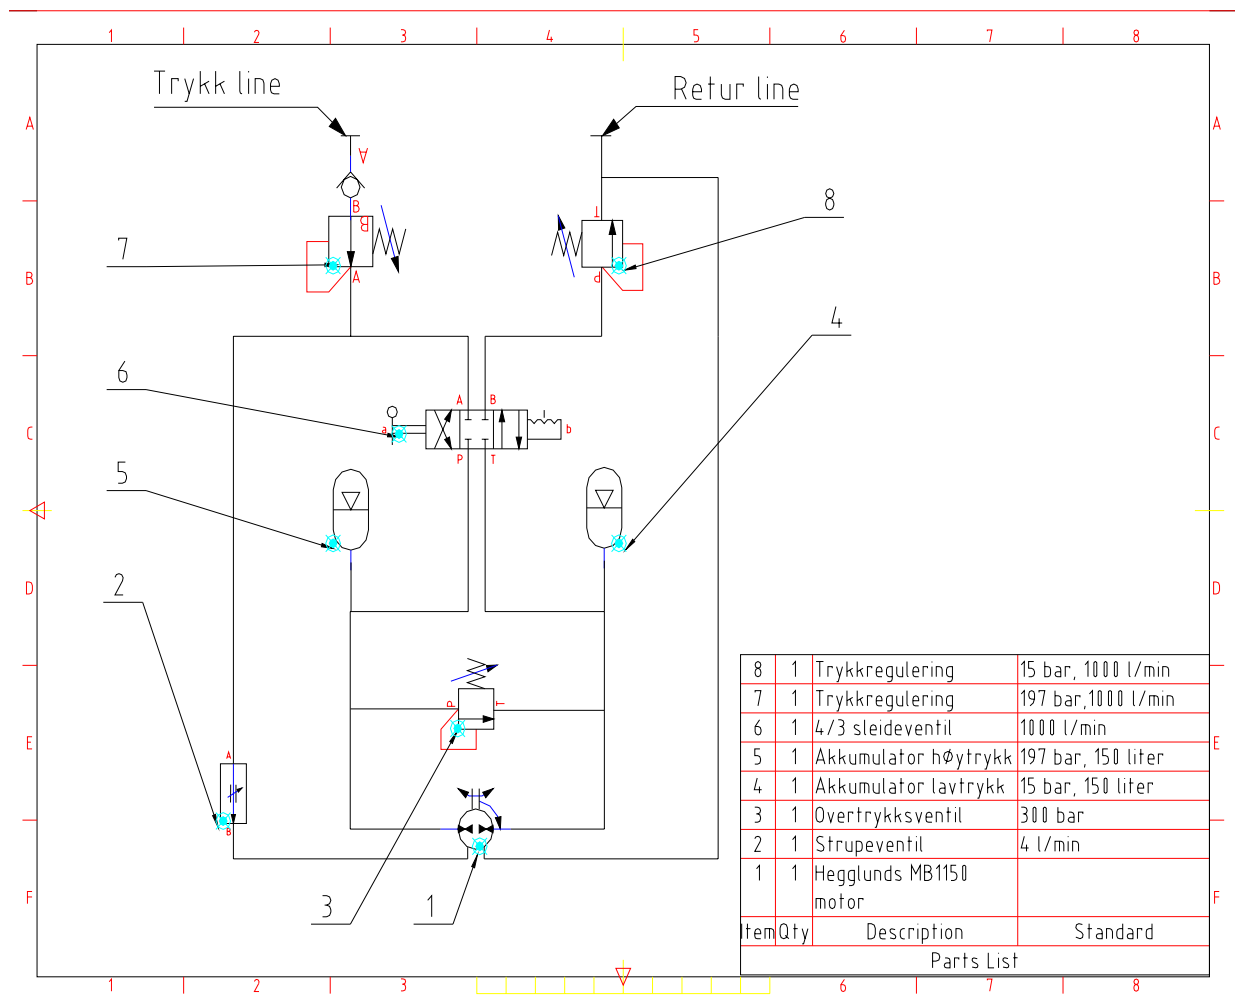 1 2 3 4 5 6 7 8
Trykk line
Retur line
A A
A
B
B
T
8
7
B B
A
P
4
6
A B
C C
a b
P T
5
2
D D
P T
8 1 Trykkregulering 15 bar, 1000 l/min
7 1 Trykkregulering 197 bar,1000 l/min
6 1 4/3 sleideventil 1000 l/min
E E
5 1 Akkumulator hØytrykk 197 bar, 150 liter
A
4 1 Akkumulator lavtrykk 15 bar, 150 liter
3 1 Overtrykksventil 300 bar
B
2 1 Strupeventil 4 l/min
1 1 Hegglunds MB1150
motor
F F
3 1
Item Qty Description Standard
Parts List
1 2 3 6 7 8